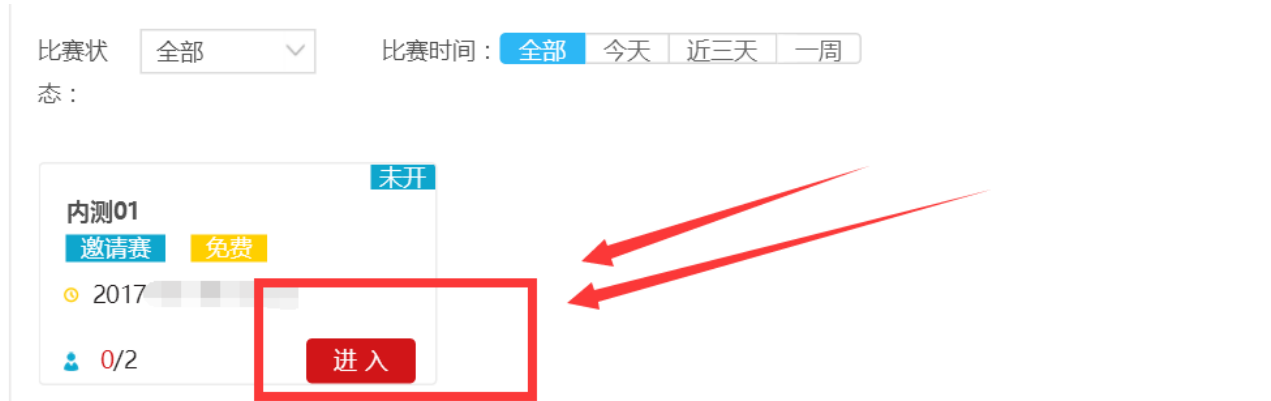 比赛状态：
全部
比赛时间：
全部 今天 近三天 一周
未开
内测01
邀请赛 免费
2017
0/2
进入